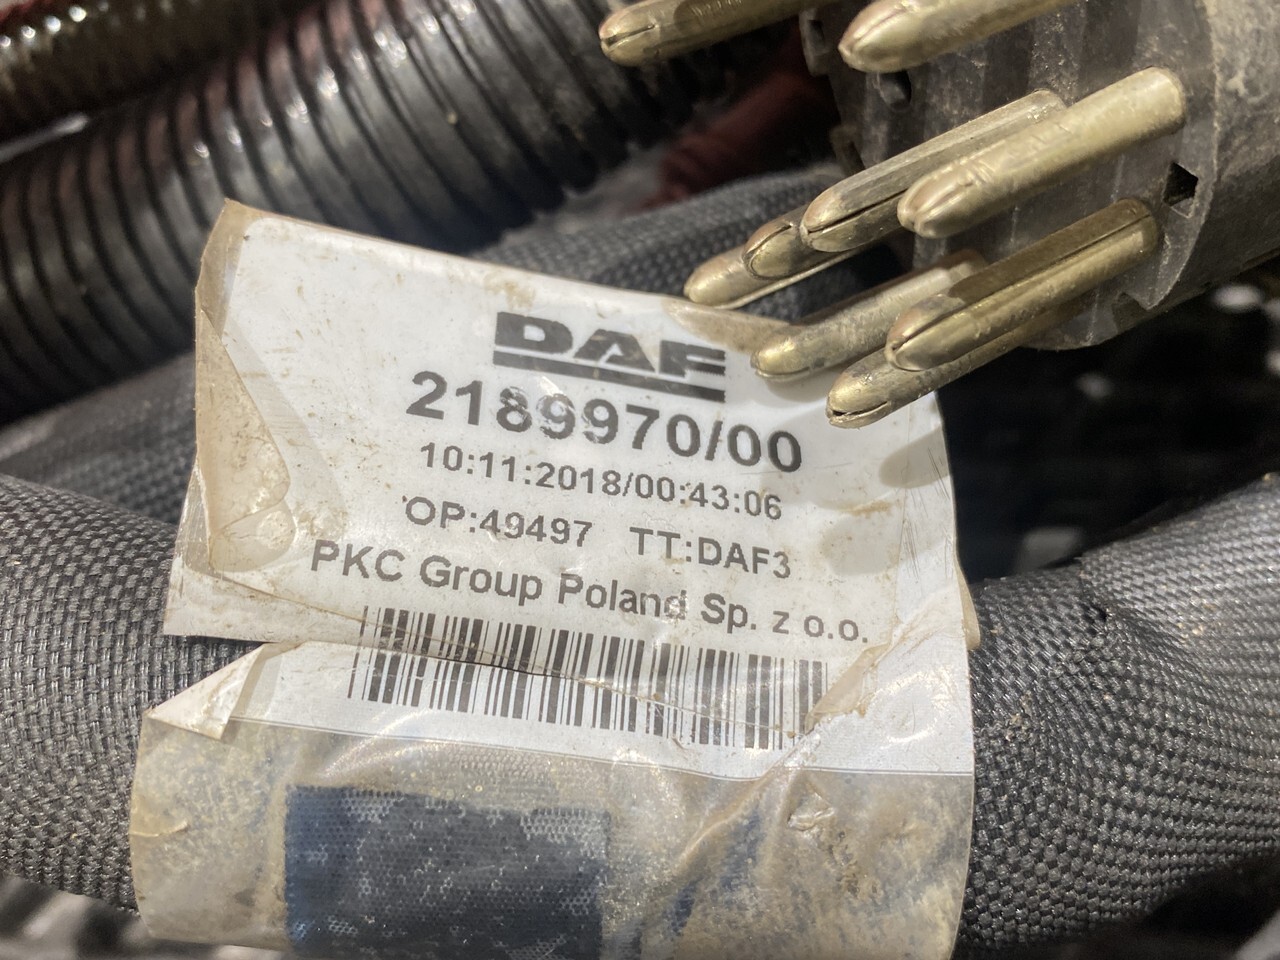 DAF
2189970/00
10:11:2018/00:43:06
OP:49497 TT:DAF3
PKC Group Poland Sp. z o.o.